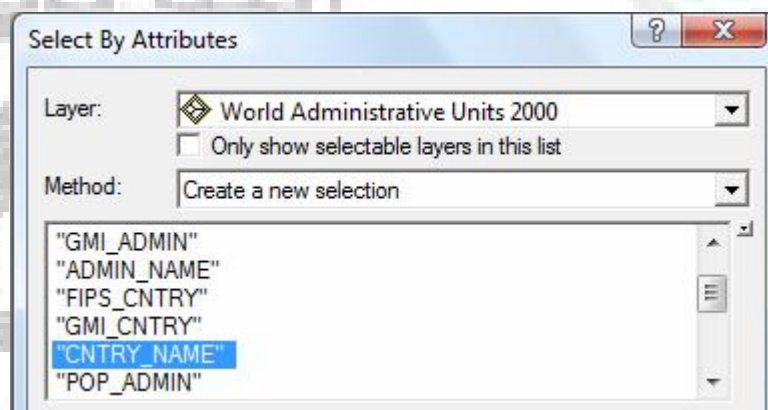 Select By Attributes
Layer: World Administrative Units 2000
Only show selectable layers in this list
Method: Create a new selection
"GMI_ADMIN"
"ADMIN_NAME"
"FIPS_CNTRY"
"GMI_CNTRY"
"CNTRY_NAME"
"POP_ADMIN"